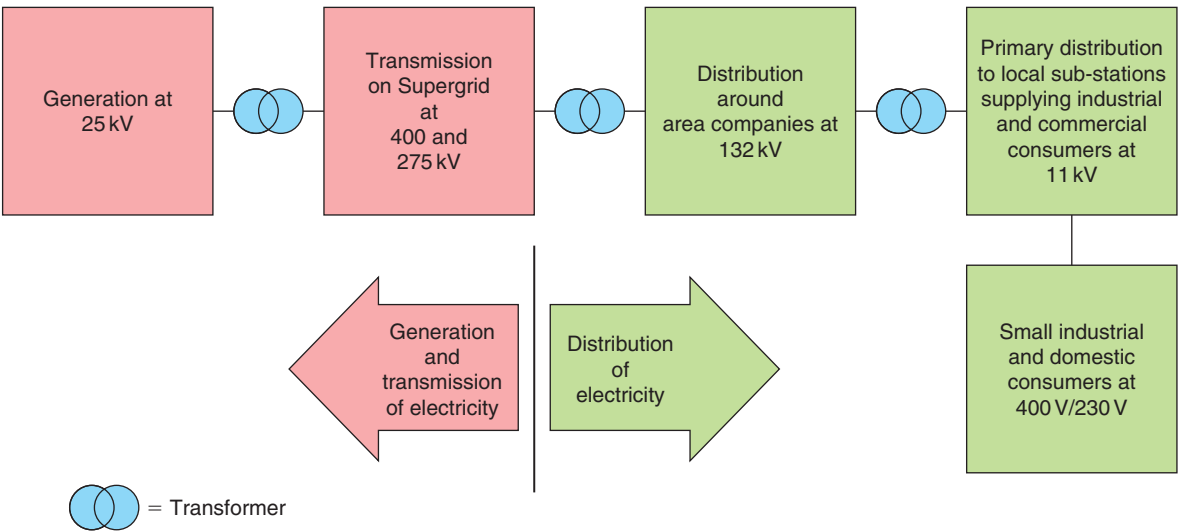 Generation at
25 kV
Transmission
on Supergrid
at
400 and
275 kV
Distribution
around
area companies at
132 kV
Primary distribution
to local sub-stations
supplying industrial
and commercial
consumers at
11 kV
Generation
and
transmission
of electricity
Distribution
of
electricity
Small industrial
and domestic
consumers at
400 V/230 V
= Transformer